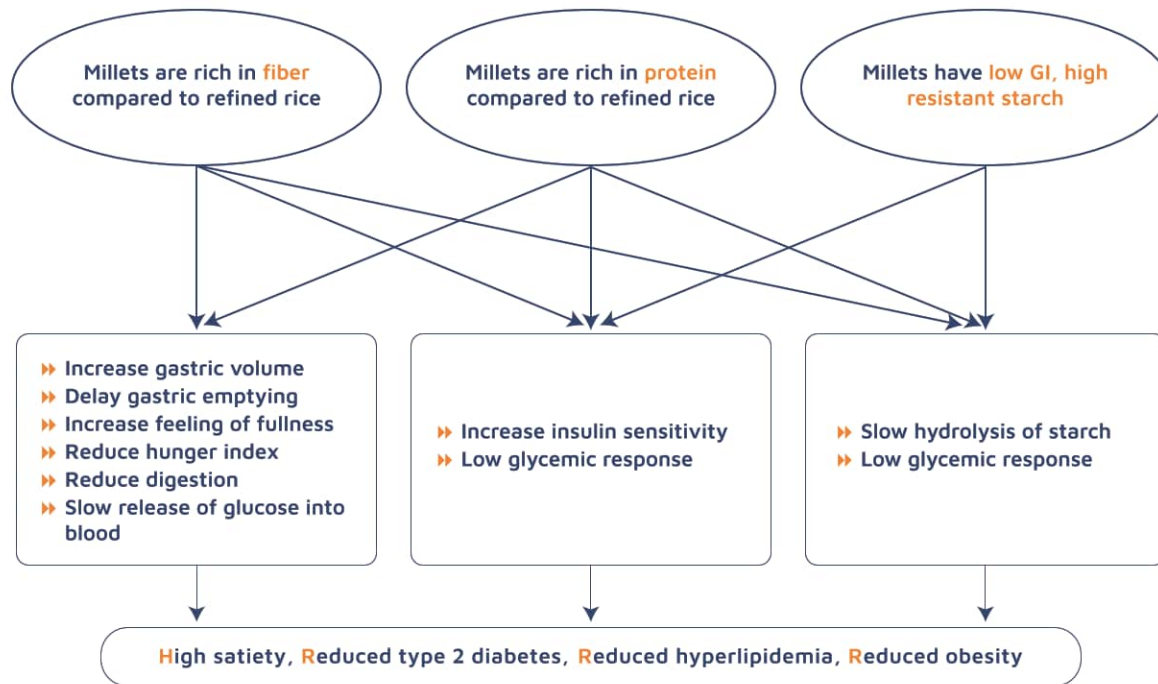 Millets are rich in fiber
compared to refined rice
Millets are rich in protein
compared to refined rice
Millets have low GI, high
resistant starch
Increase gastric volume
Delay gastric emptying
Increase feeling of fullness
Reduce hunger index
Reduce digestion
Slow release of glucose into
blood
Increase insulin sensitivity
Low glycemic response
Slow hydrolysis of starch
Low glycemic response
High satiety, Reduced type 2 diabetes, Reduced hyperlipidemia, Reduced obesity